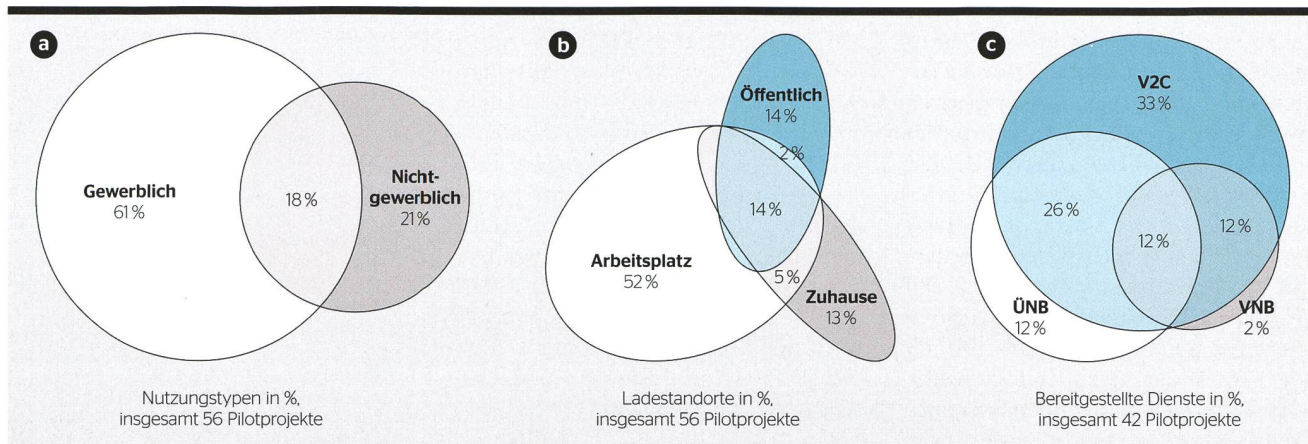 a
Gewerblich
61 %
18 %
Nicht-
gewerblich
21 %
Nutzungstypen in %,
insgesamt 56 Pilotprojekte
b
Öffentlich
14 %
2 %
14 %
Arbeitsplatz
52 %
5 %
Zuhause
13 %
Ladestandorte in %,
insgesamt 56 Pilotprojekte
c
V2C
33 %
26 %
12 %
12 %
ÜNB
12 %
VNB
2 %
Bereitgestellte Dienste in %,
insgesamt 42 Pilotprojekte